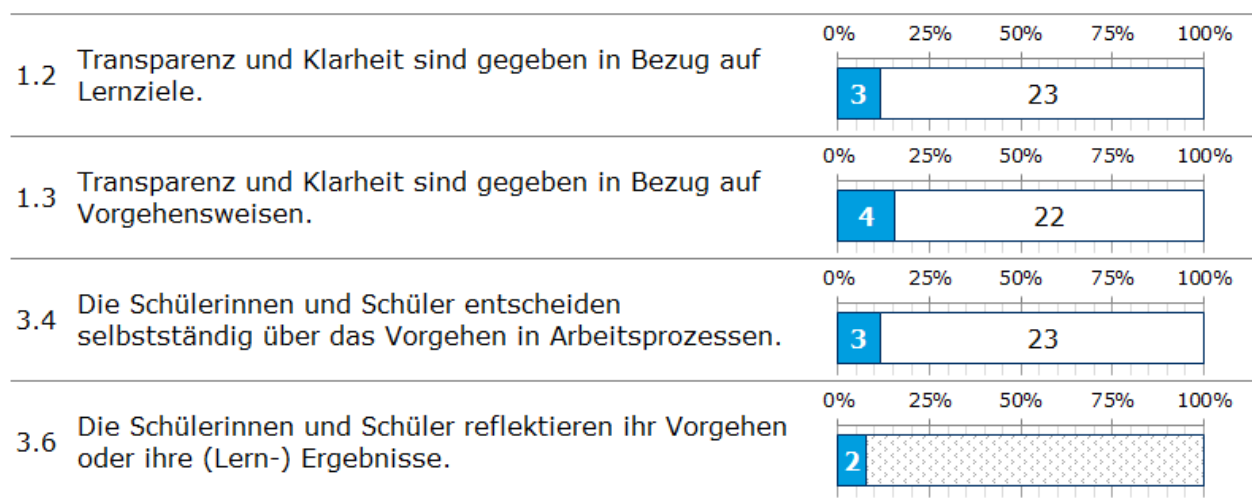 0% 25% 50% 75% 100%
1.2 Transparenz und Klarheit sind gegeben in Bezug auf
Lernziele.
3 23
0% 25% 50% 75% 100%
1.3 Transparenz und Klarheit sind gegeben in Bezug auf
Vorgehensweisen.
4 22
0% 25% 50% 75% 100%
3.4 Die Schülerinnen und Schüler entscheiden
selbstständig über das Vorgehen in Arbeitsprozessen.
3 23
0% 25% 50% 75% 100%
3.6 Die Schülerinnen und Schüler reflektieren ihr Vorgehen
oder ihre (Lern-) Ergebnisse.
2